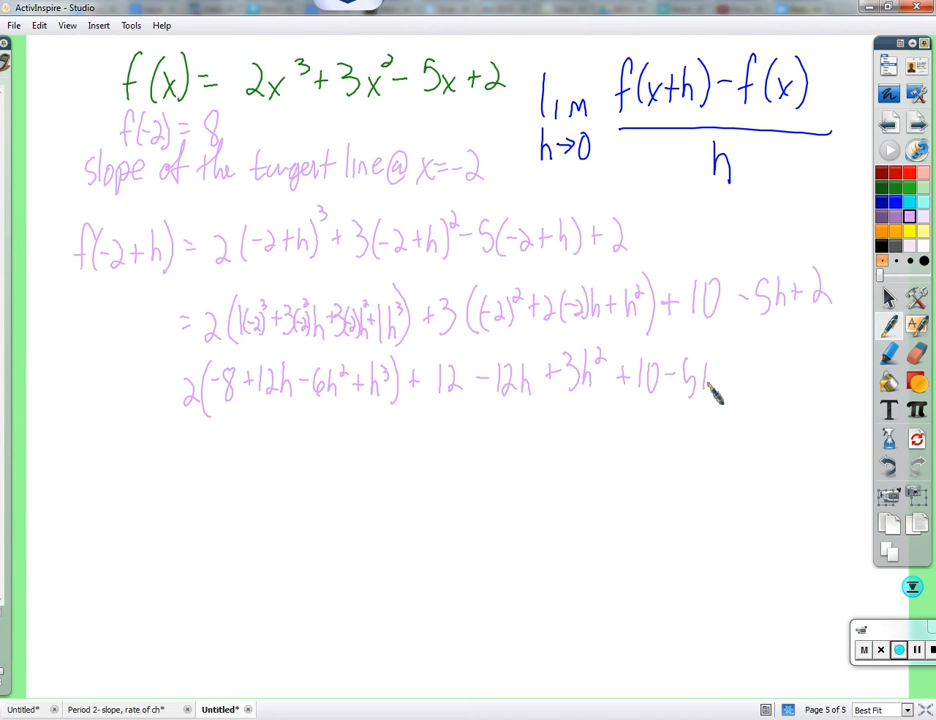 ActivInspire - Studio
File Edit View Insert Tools Help
f(x) = 2x³ + 3x² - 5x + 2
lim h→0 f(x+h) - f(x) / h
f(-2) = 8
slope of the tangent line @ x = -2
f(-2+h) = 2(-2+h)³ + 3(-2+h)² - 5(-2+h) + 2
= 2(1(-2)³ + 3(-2)²h + 3(-2)h² + 1h³) + 3((-2)² + 2(-2)h + h²) + 10 - 5h + 2
2(-8 + 12h - 6h² + h³) + 12 - 12h + 3h² + 10 - 5h
M
Untitled* Period 2- slope, rate of ch* Untitled* Page 5 of 5 Best Fit